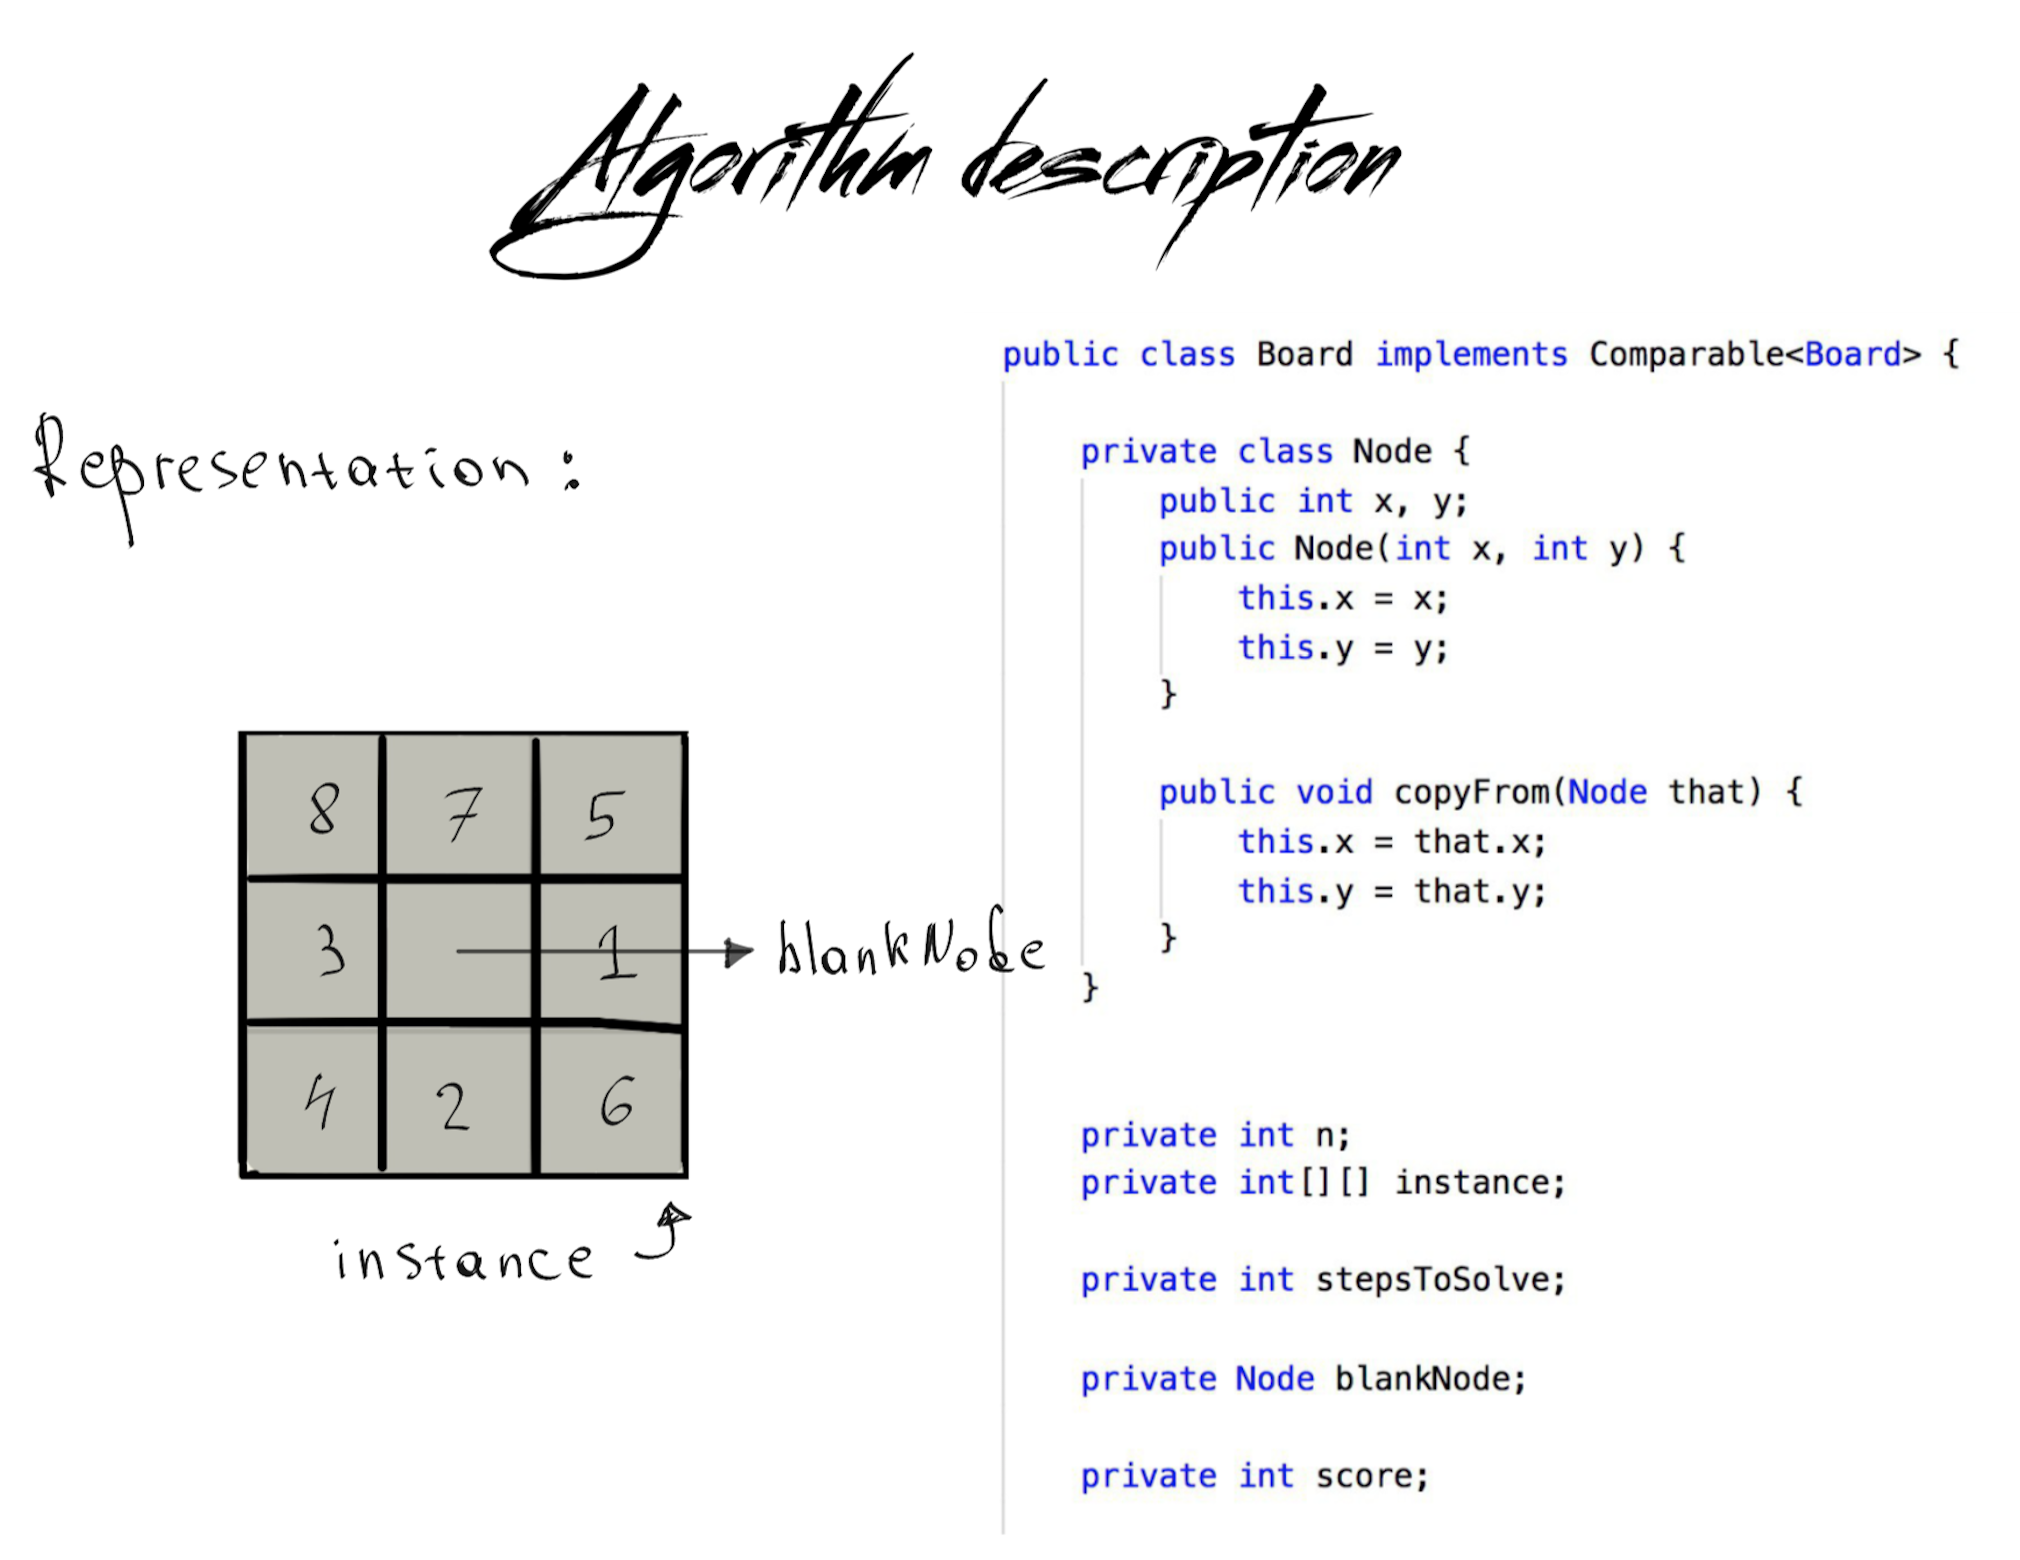 Algorithm description
Representation:
8 7 5
3 1
4 2 6
blankNode
instance
public class Board implements Comparable<Board> {
private class Node {
public int x, y;
public Node(int x, int y) {
this.x = x;
this.y = y;
}
public void copyFrom(Node that) {
this.x = that.x;
this.y = that.y;
}
}
private int n;
private int[][] instance;
private int stepsToSolve;
private Node blankNode;
private int score;